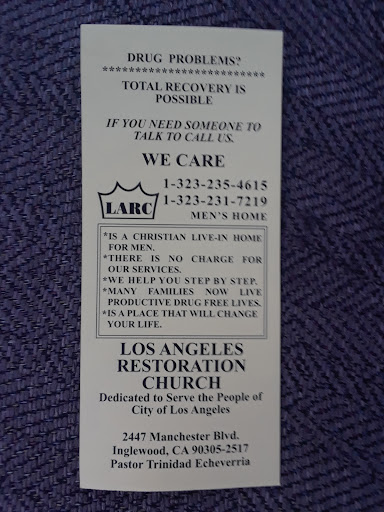 DRUG PROBLEMS?
*************************
TOTAL RECOVERY IS
POSSIBLE
IF YOU NEED SOMEONE TO
TALK TO CALL US.
WE CARE
1-323-235-4615
LARC 1-323-231-7219
MEN'S HOME
*IS A CHRISTIAN LIVE-IN HOME
FOR MEN.
*THERE IS NO CHARGE FOR
OUR SERVICES.
*WE HELP YOU STEP BY STEP.
*MANY FAMILIES NOW LIVE
PRODUCTIVE DRUG FREE LIVES.
*IS A PLACE THAT WILL CHANGE
YOUR LIFE.
LOS ANGELES
RESTORATION
CHURCH
Dedicated to Serve the People of
City of Los Angeles
2447 Manchester Blvd.
Inglewood, CA 90305-2517
Pastor Trinidad Echeverria